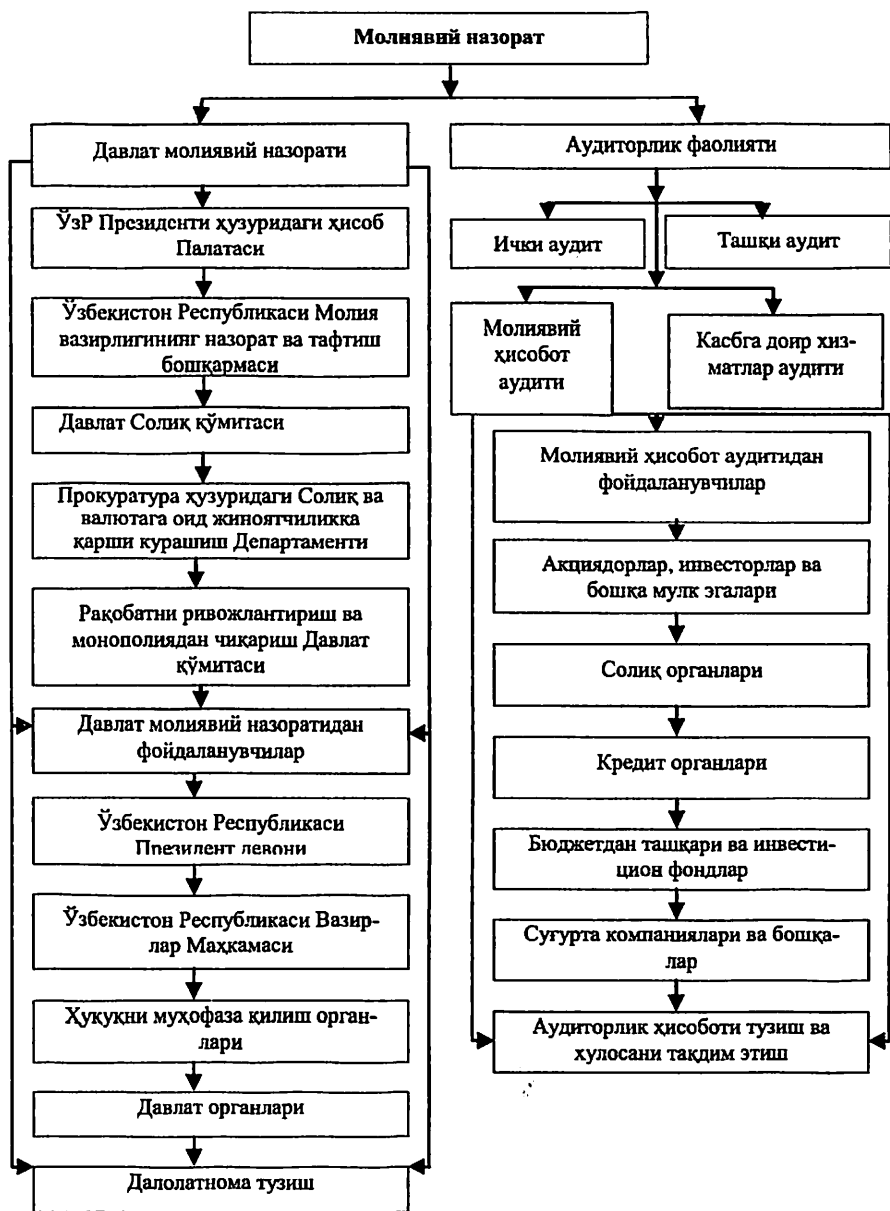 Молиявий назорат
Давлат молиявий назорати
ЎзР Президенти ҳузуридаги ҳисоб
Палатаси
Ўзбекистон Республикаси Молия
вазирлигининг назорат ва тафтиш
бошқармаси
Давлат Солиқ қўмитаси
Прокуратура ҳузуридаги Солиқ ва
валютага оид жиноятчиликка
қарши курашиш Департаменти
Рақобатни ривожлантириш ва
монополиядан чиқариш Давлат
қўмитаси
Давлат молиявий назоратидан
фойдаланувчилар
Ўзбекистон Республикаси
Президент девони
Ўзбекистон Республикаси Вазир-
лар Маҳкамаси
Ҳуқуқни муҳофаза қилиш орган-
лари
Давлат органлари
Далолатнома тузиш
Аудиторлик фаолияти
Ички аудит
Ташқи аудит
Молиявий
ҳисобот
аудити
Касбга доир хиз-
матлар аудити
Молиявий ҳисобот аудитидан
фойдаланувчилар
Акциядорлар, инвесторлар ва
бошқа мулк эгалари
Солиқ органлари
Кредит органлари
Бюджетдан ташқари ва инвести-
цион фондлар
Суғурта компаниялари ва бошқа-
лар
Аудиторлик ҳисоботи тузиш ва
хулосани тақдим этиш